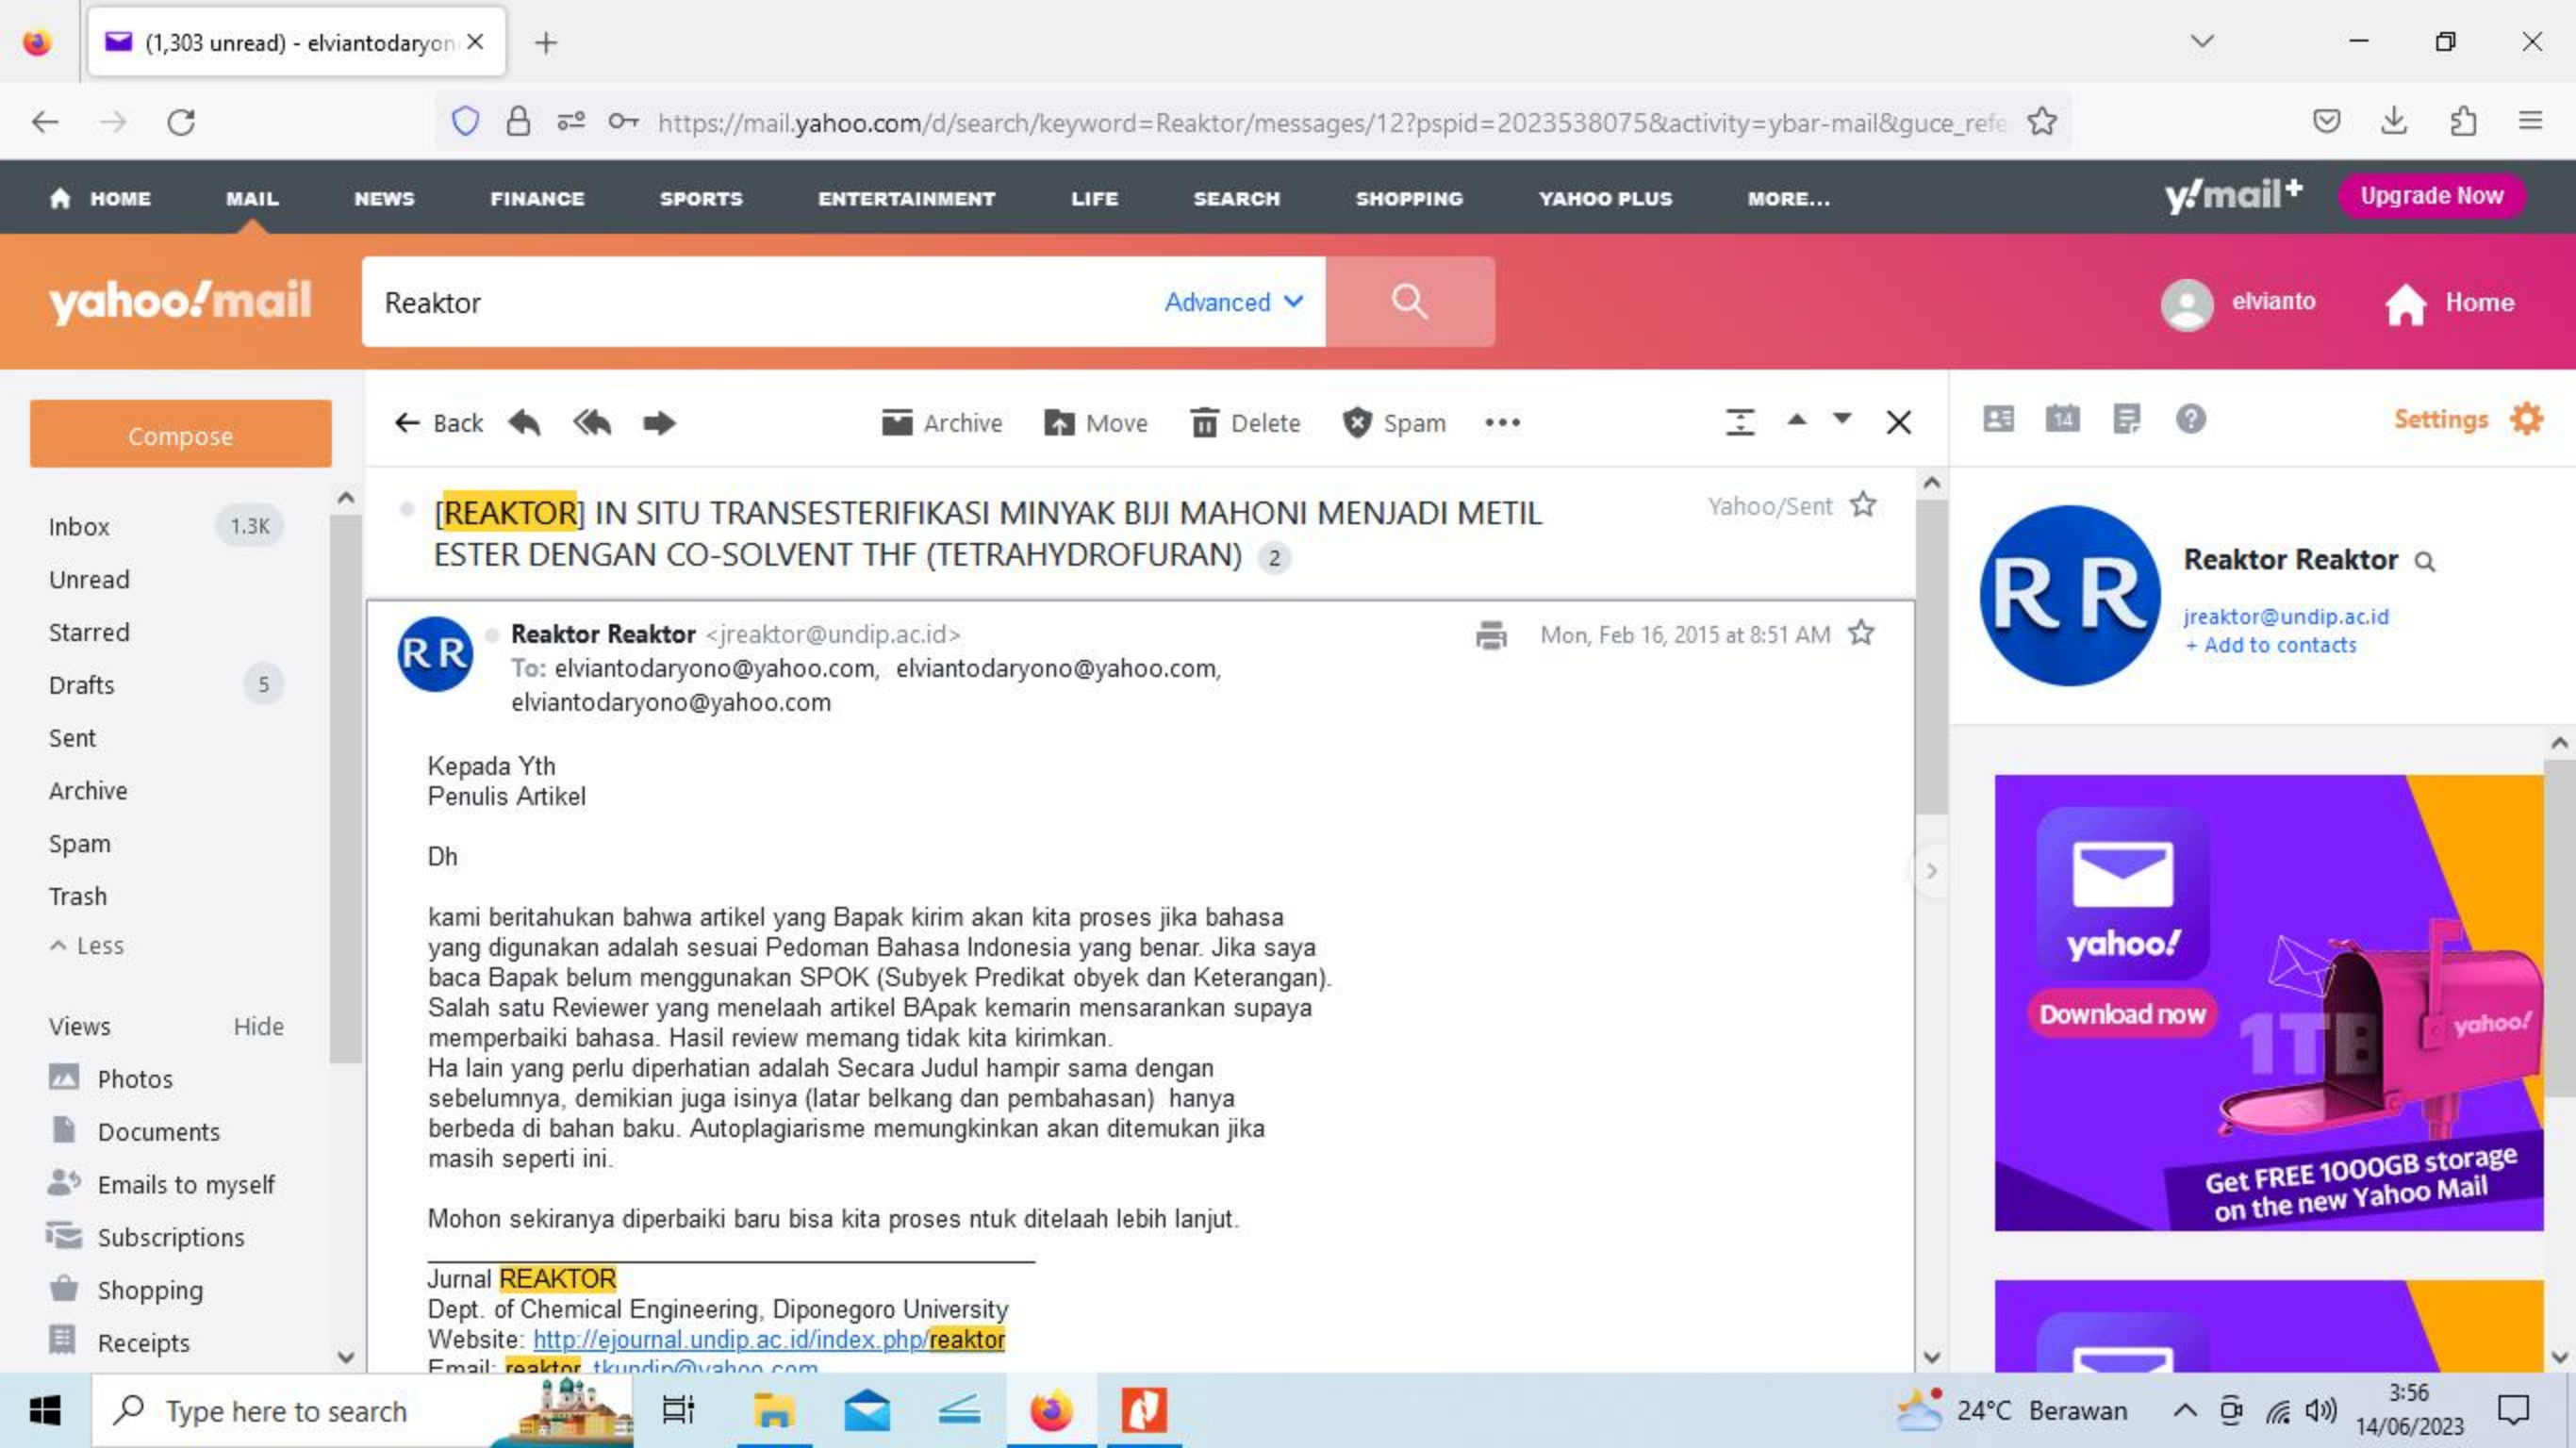 (1,303 unread) - elviantodaryon
https://mail.yahoo.com/d/search/keyword=Reaktor/messages/12?pspid=2023538075&activity=ybar-mail&guce_refe
HOME MAIL NEWS FINANCE SPORTS ENTERTAINMENT LIFE SEARCH SHOPPING YAHOO PLUS MORE... y!mail+ Upgrade Now
yahoo!mail Reaktor Advanced elvianto Home
Compose Back Archive Move Delete Spam 14 Settings
Inbox 1.3K
Unread
Starred
Drafts 5
Sent
Archive
Spam
Trash
Less
Views Hide
Photos
Documents
Emails to myself
Subscriptions
Shopping
Receipts
[REAKTOR] IN SITU TRANSESTERIFIKASI MINYAK BIJI MAHONI MENJADI METIL
ESTER DENGAN CO-SOLVENT THF (TETRAHYDROFURAN) 2
Yahoo/Sent
RR
Reaktor Reaktor <jreaktor@undip.ac.id>
Mon, Feb 16, 2015 at 8:51 AM
To: elviantodaryono@yahoo.com, elviantodaryono@yahoo.com,
elviantodaryono@yahoo.com
Kepada Yth
Penulis Artikel
Dh
kami beritahukan bahwa artikel yang Bapak kirim akan kita proses jika bahasa
yang digunakan adalah sesuai Pedoman Bahasa Indonesia yang benar. Jika saya
baca Bapak belum menggunakan SPOK (Subyek Predikat obyek dan Keterangan).
Salah satu Reviewer yang menelaah artikel BApak kemarin mensarankan supaya
memperbaiki bahasa. Hasil review memang tidak kita kirimkan.
Ha lain yang perlu diperhatian adalah Secara Judul hampir sama dengan
sebelumnya, demikian juga isinya (latar belkang dan pembahasan) hanya
berbeda di bahan baku. Autoplagiarisme memungkinkan akan ditemukan jika
masih seperti ini.
Mohon sekiranya diperbaiki baru bisa kita proses ntuk ditelaah lebih lanjut.
Jurnal REAKTOR
Dept. of Chemical Engineering, Diponegoro University
Website: http://ejournal.undip.ac.id/index.php/reaktor
Email: reaktor_tkundip@yahoo.com
RR
Reaktor Reaktor
jreaktor@undip.ac.id
+ Add to contacts
yahoo!
Download now
1TB
yahoo!
Get FREE 1000GB storage
on the new Yahoo Mail
Type here to search
24°C Berawan
3:56
14/06/2023